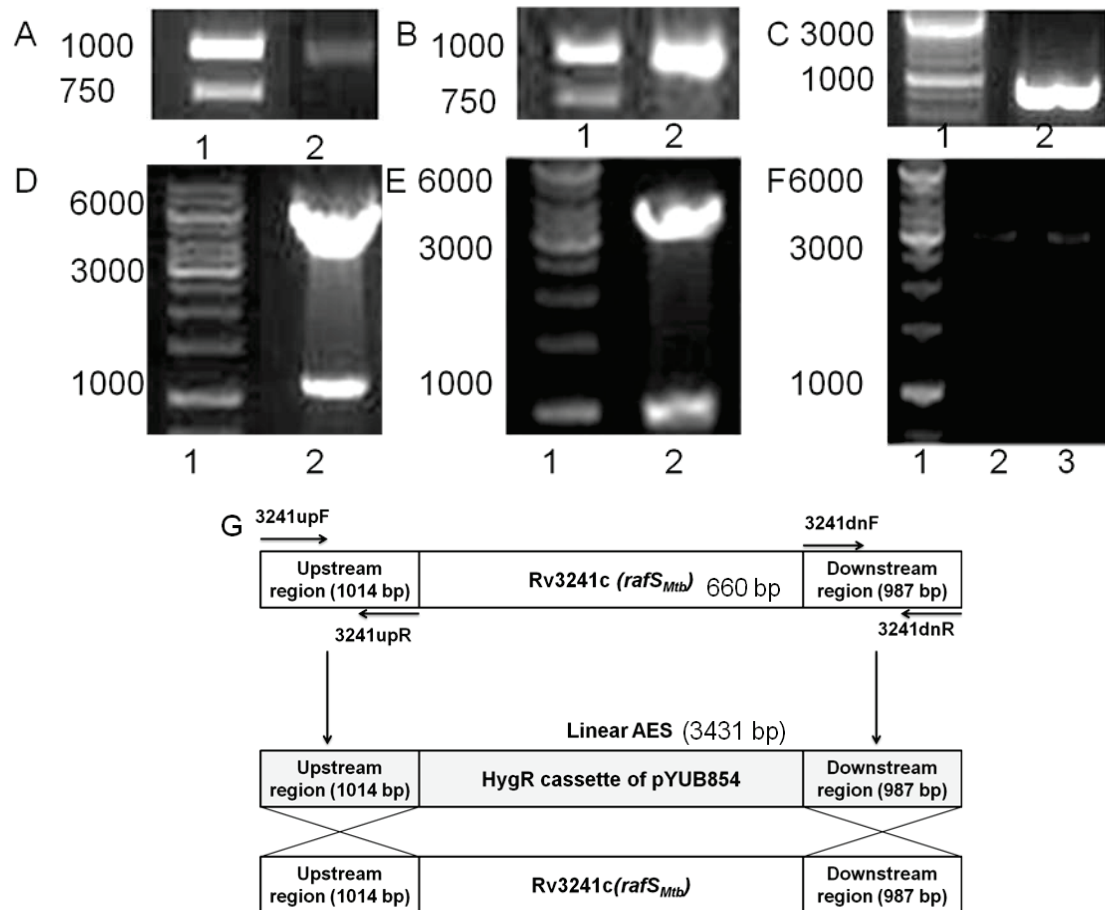 A
1000
750
1 2
B
1000
750
1 2
C
3000
1000
1 2
D
6000
3000
1000
1 2
E
6000
3000
1000
1 2
F
6000
3000
1000
1 2 3
G
3241upF
3241dnF
Upstream
region (1014 bp)
Rv3241c (rafSMtb) 660 bp
Downstream
region (987 bp)
3241upR
3241dnR
Linear AES (3431 bp)
Upstream
region (1014 bp)
HygR cassette of pYUB854
Downstream
region (987 bp)
Upstream
region (1014 bp)
Rv3241c(rafSMtb)
Downstream
region (987 bp)